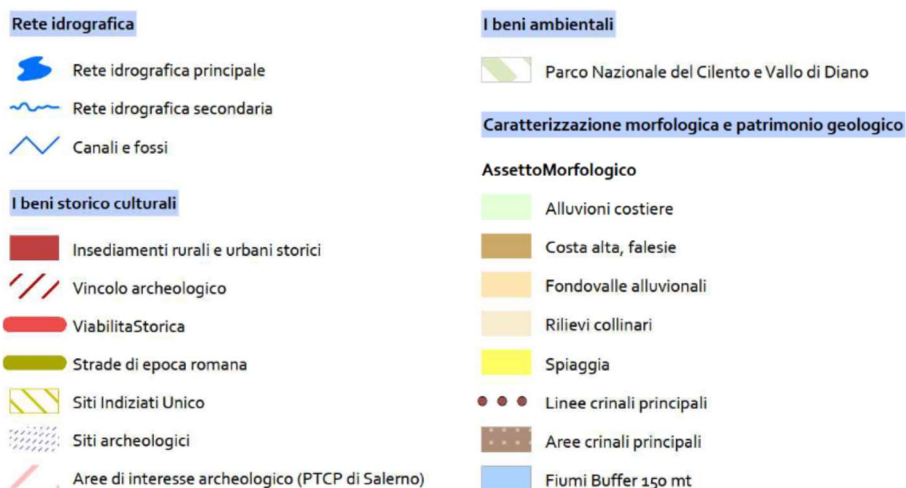 Rete idrografica
Rete idrografica principale
Rete idrografica secondaria
Canali e fossi
I beni storico culturali
Insediamenti rurali e urbani storici
Vincolo archeologico
ViabilitaStorica
Strade di epoca romana
Siti Indiziati Unico
Siti archeologici
Aree di interesse archeologico (PTCP di Salerno)
I beni ambientali
Parco Nazionale del Cilento e Vallo di Diano
Caratterizzazione morfologica e patrimonio geologico
AssettoMorfologico
Alluvioni costiere
Costa alta, falesie
Fondovalle alluvionali
Rilievi collinari
Spiaggia
Linee crinali principali
Aree crinali principali
Fiumi Buffer 150 mt